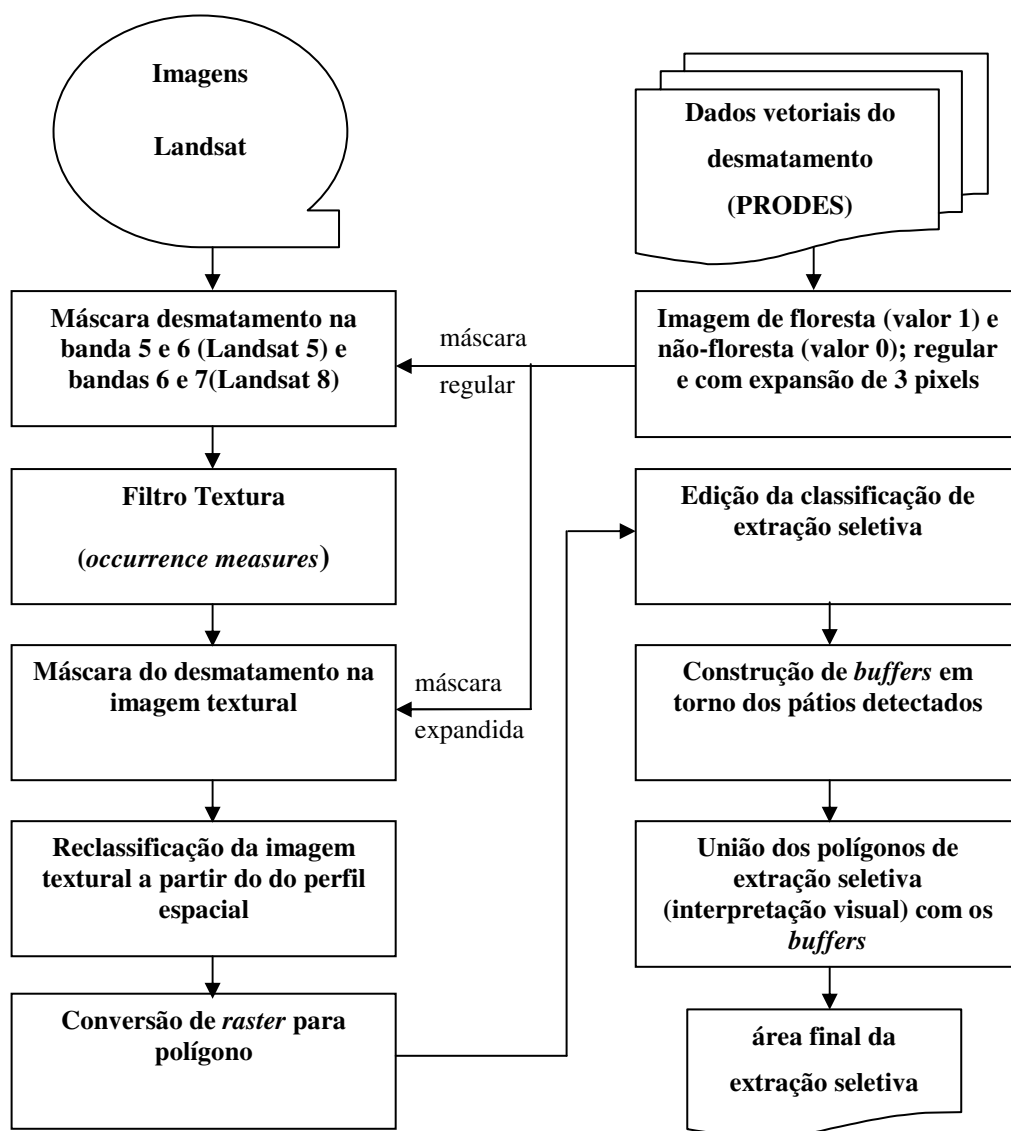 Imagens
Landsat
Dados vetoriais do
desmatamento
(PRODES)
Máscara desmatamento na
banda 5 e 6 (Landsat 5) e
bandas 6 e 7(Landsat 8)
máscara
regular
Imagem de floresta (valor 1) e
não-floresta (valor 0); regular
e com expansão de 3 pixels
Filtro Textura
(occurrence measures)
Edição da classificação de
extração seletiva
Máscara do desmatamento na
imagem textural
máscara
expandida
Construção de buffers em
torno dos pátios detectados
Reclassificação da imagem
textural a partir do do perfil
espacial
União dos polígonos de
extração seletiva
(interpretação visual) com os
buffers
Conversão de raster para
polígono
área final da
extração seletiva